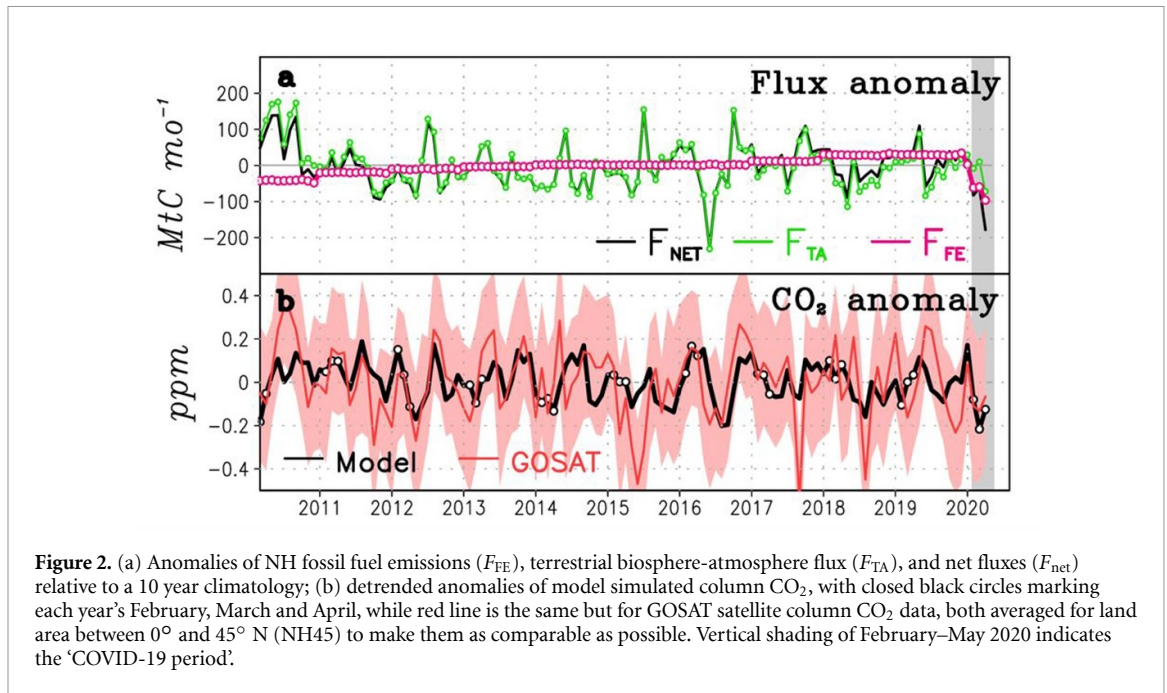 a
Flux anomaly
MtC mo⁻¹
200
100
0
−100
−200
F_NET F_TA F_FE
b
CO₂ anomaly
ppm
0.4
0.2
0
−0.2
−0.4
Model GOSAT
2011 2012 2013 2014 2015 2016 2017 2018 2019 2020
Figure 2. (a) Anomalies of NH fossil fuel emissions (F_FE), terrestrial biosphere-atmosphere flux (F_TA), and net fluxes (F_net)
relative to a 10 year climatology; (b) detrended anomalies of model simulated column CO₂, with closed black circles marking
each year's February, March and April, while red line is the same but for GOSAT satellite column CO₂ data, both averaged for land
area between 0° and 45° N (NH45) to make them as comparable as possible. Vertical shading of February–May 2020 indicates
the ‘COVID-19 period’.